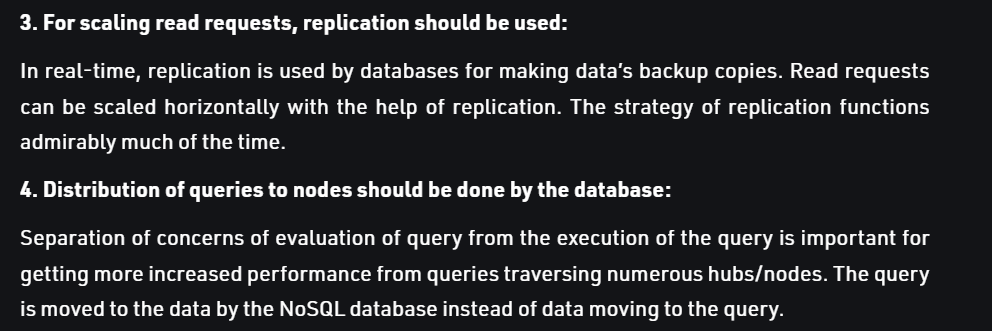 3. For scaling read requests, replication should be used:
In real-time, replication is used by databases for making data's backup copies. Read requests
can be scaled horizontally with the help of replication. The strategy of replication functions
admirably much of the time.
4. Distribution of queries to nodes should be done by the database:
Separation of concerns of evaluation of query from the execution of the query is important for
getting more increased performance from queries traversing numerous hubs/nodes. The query
is moved to the data by the NoSQL database instead of data moving to the query.